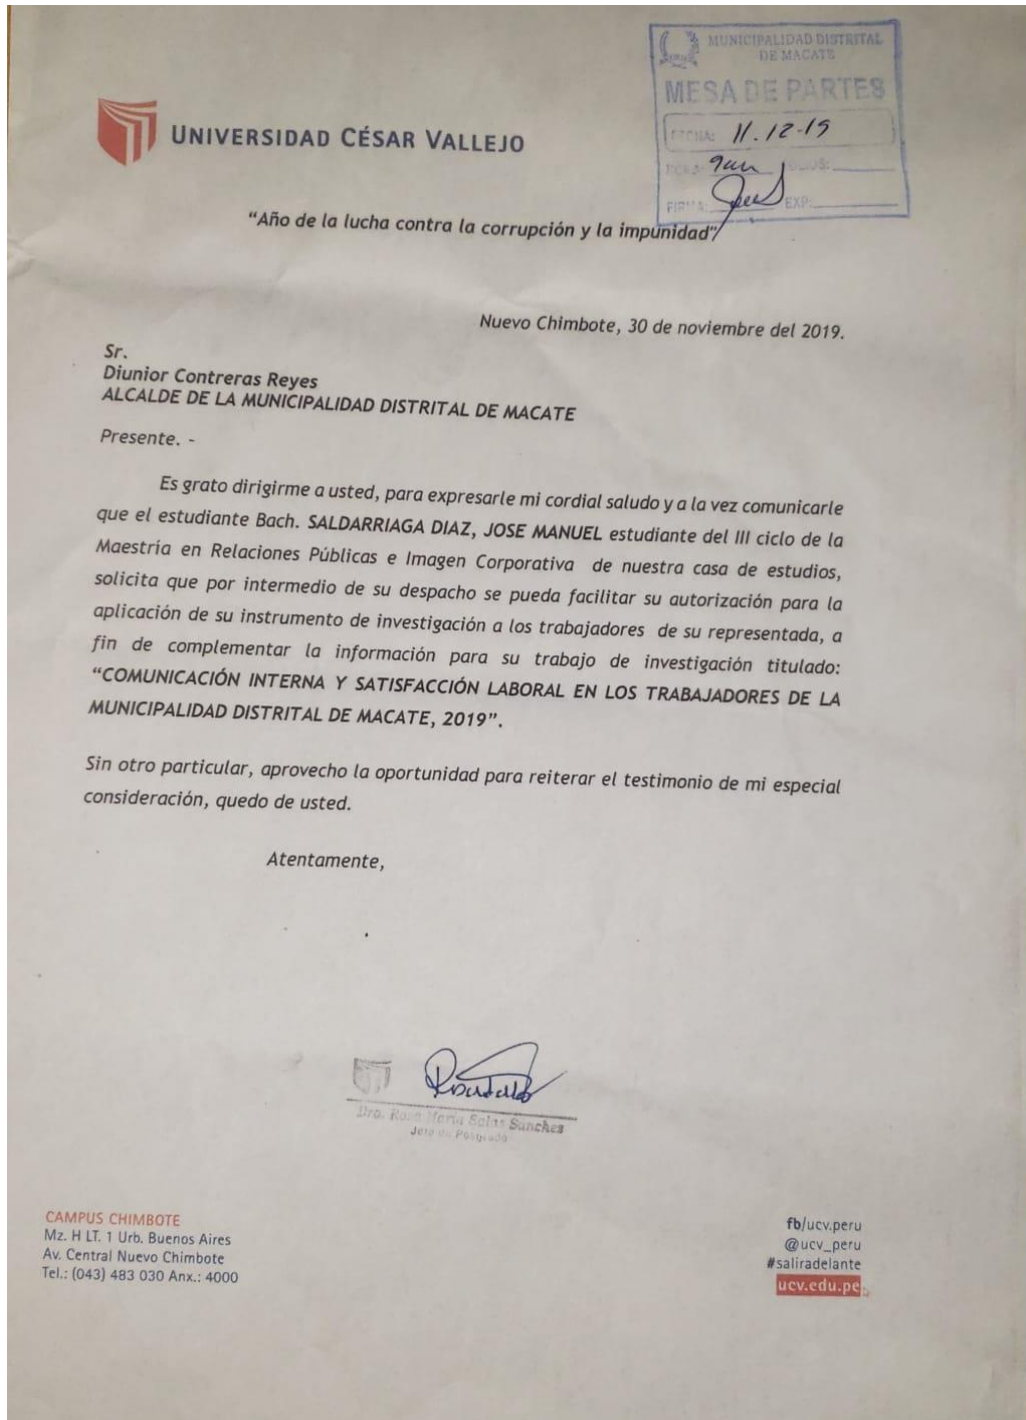 MUNICIPALIDAD DISTRITAL
DE MACATE
MESA DE PARTES
FECHA: 11.12-19
FIRMA: EXP:
UNIVERSIDAD CÉSAR VALLEJO
“Año de la lucha contra la corrupción y la impunidad”
Nuevo Chimbote, 30 de noviembre del 2019.
Sr.
Diunior Contreras Reyes
ALCALDE DE LA MUNICIPALIDAD DISTRITAL DE MACATE
Presente. -
Es grato dirigirme a usted, para expresarle mi cordial saludo y a la vez comunicarle
que el estudiante Bach. SALDARRIAGA DIAZ, JOSE MANUEL estudiante del III ciclo de la
Maestría en Relaciones Públicas e Imagen Corporativa de nuestra casa de estudios,
solicita que por intermedio de su despacho se pueda facilitar su autorización para la
aplicación de su instrumento de investigación a los trabajadores de su representada, a
fin de complementar la información para su trabajo de investigación titulado:
“COMUNICACIÓN INTERNA Y SATISFACCIÓN LABORAL EN LOS TRABAJADORES DE LA
MUNICIPALIDAD DISTRITAL DE MACATE, 2019”.
Sin otro particular, aprovecho la oportunidad para reiterar el testimonio de mi especial
consideración, quedo de usted.
Atentamente,
Dra. Rosa María Salas Sánchez
Jefe de Posgrado
CAMPUS CHIMBOTE
Mz. H LT. 1 Urb. Buenos Aires
Av. Central Nuevo Chimbote
Tel.: (043) 483 030 Anx.: 4000
fb/ucv.peru
@ucv_peru
#saliradelante
ucv.edu.pe